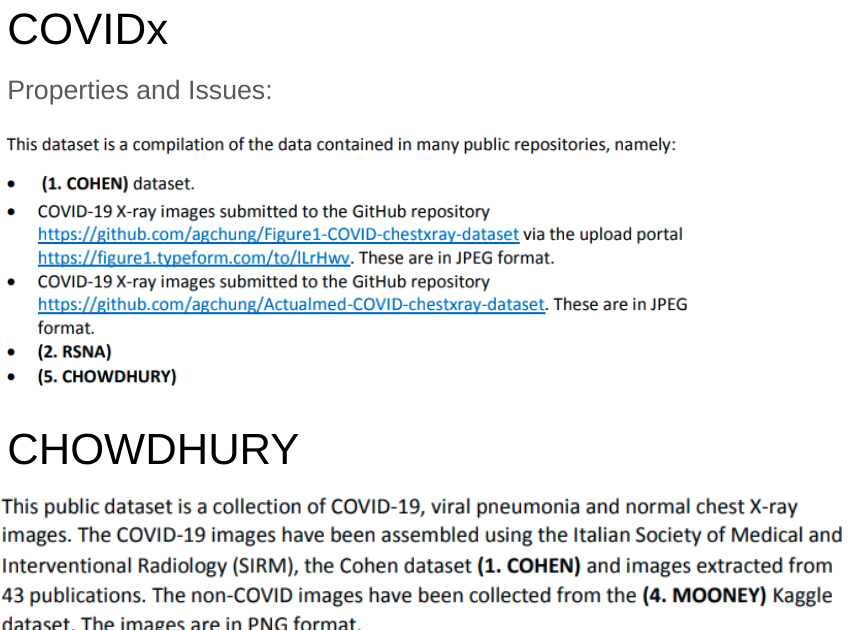 COVIDx
Properties and Issues:
This dataset is a compilation of the data contained in many public repositories, namely:
• (1. COHEN) dataset.
• COVID-19 X-ray images submitted to the GitHub repository
https://github.com/agchung/Figure1-COVID-chestxray-dataset via the upload portal
https://figure1.typeform.com/to/lLrHwv. These are in JPEG format.
• COVID-19 X-ray images submitted to the GitHub repository
https://github.com/agchung/Actualmed-COVID-chestxray-dataset. These are in JPEG
format.
• (2. RSNA)
• (5. CHOWDHURY)
CHOWDHURY
This public dataset is a collection of COVID-19, viral pneumonia and normal chest X-ray
images. The COVID-19 images have been assembled using the Italian Society of Medical and
Interventional Radiology (SIRM), the Cohen dataset (1. COHEN) and images extracted from
43 publications. The non-COVID images have been collected from the (4. MOONEY) Kaggle
dataset. The images are in PNG format.